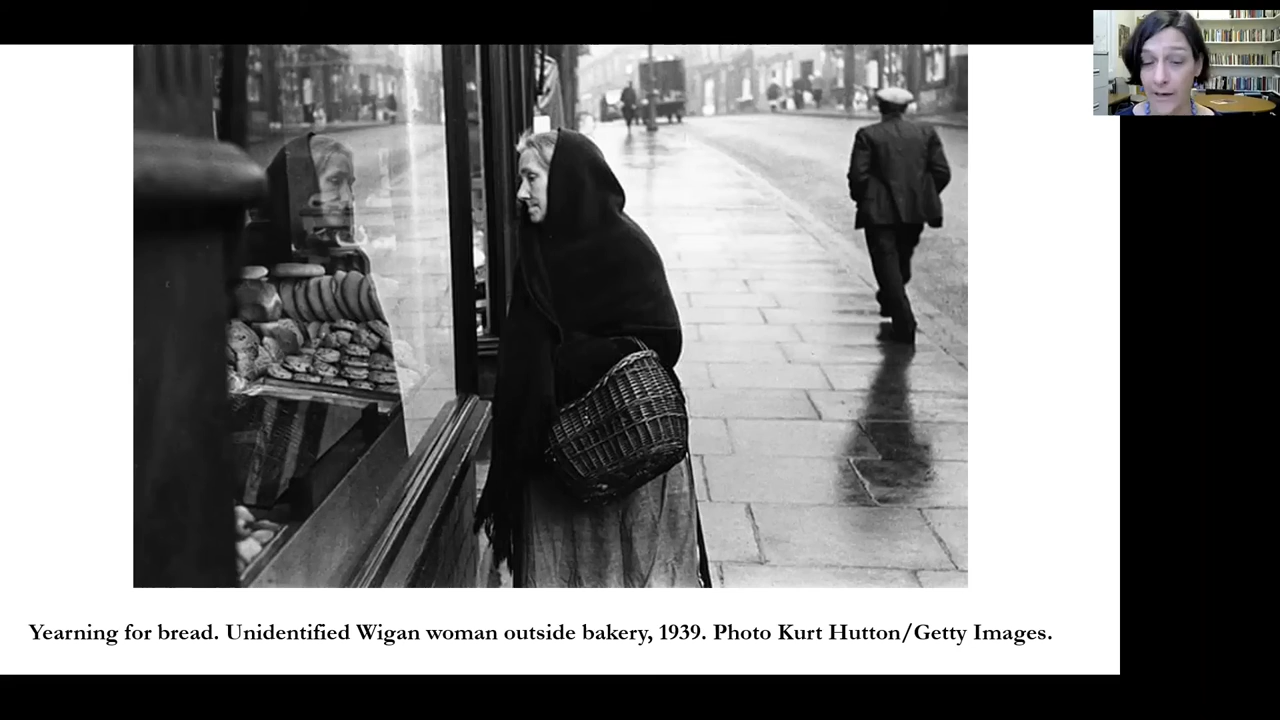 Yearning for bread. Unidentified Wigan woman outside bakery, 1939. Photo Kurt Hutton/Getty Images.